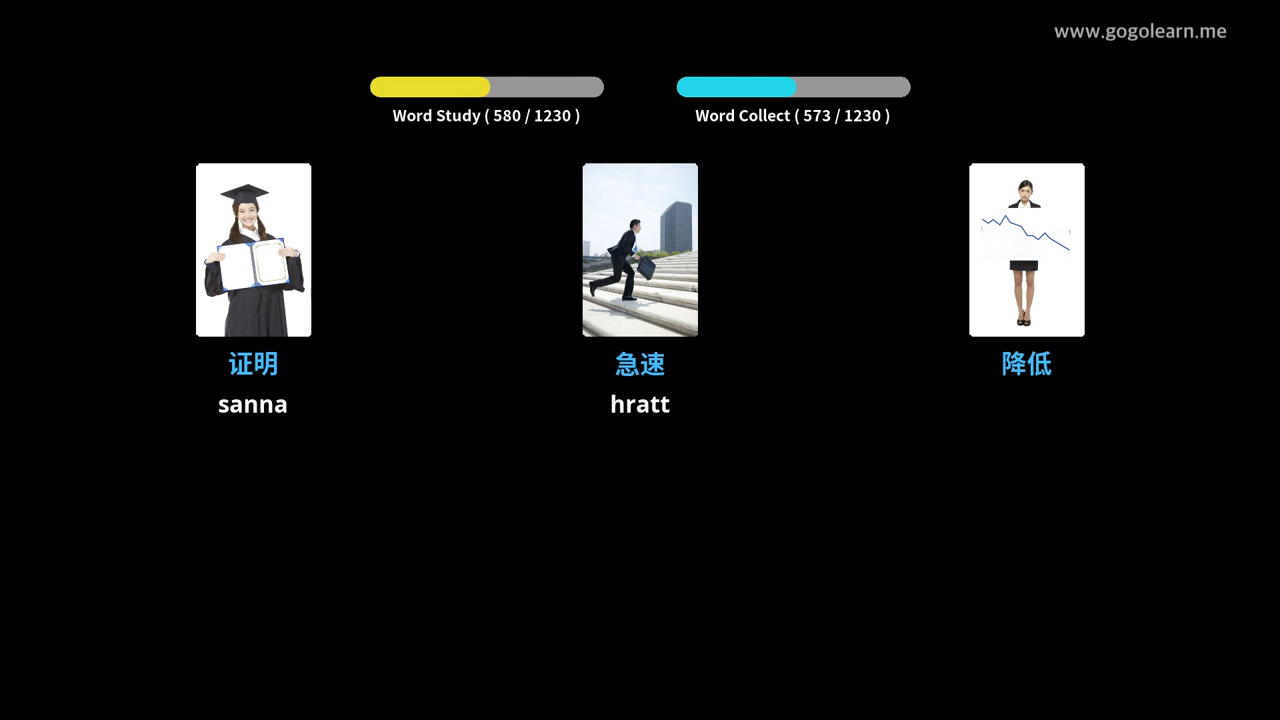 www.gogolearn.me
Word Study ( 580 / 1230 )
Word Collect ( 573 / 1230 )
证明
急速
降低
sanna
hratt